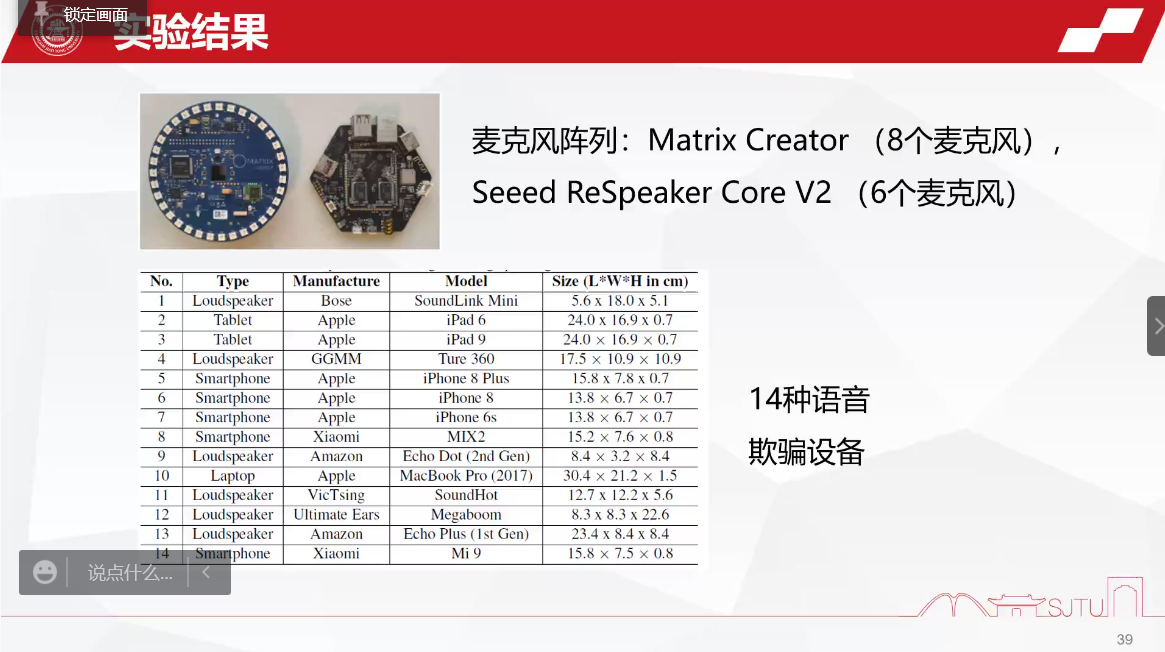 锁定画面
实验结果
MATRIX
麦克风阵列：Matrix Creator （8个麦克风）,
Seeed ReSpeaker Core V2 （6个麦克风）
No. Type Manufacture Model Size (L*W*H in cm)
1 Loudspeaker Bose SoundLink Mini 5.6 x 18.0 x 5.1
2 Tablet Apple iPad 6 24.0 x 16.9 x 0.7
3 Tablet Apple iPad 9 24.0 × 16.9 × 0.7
4 Loudspeaker GGMM Ture 360 17.5 × 10.9 × 10.9
5 Smartphone Apple iPhone 8 Plus 15.8 x 7.8 x 0.7
6 Smartphone Apple iPhone 8 13.8 × 6.7 × 0.7
7 Smartphone Apple iPhone 6s 13.8 × 6.7 × 0.7
8 Smartphone Xiaomi MIX2 15.2 × 7.6 × 0.8
9 Loudspeaker Amazon Echo Dot (2nd Gen) 8.4 × 3.2 × 8.4
10 Laptop Apple MacBook Pro (2017) 30.4 × 21.2 × 1.5
11 Loudspeaker VicTsing SoundHot 12.7 x 12.2 x 5.6
12 Loudspeaker Ultimate Ears Megaboom 8.3 x 8.3 x 22.6
13 Loudspeaker Amazon Echo Plus (1st Gen) 23.4 x 8.4 x 8.4
14 Smartphone Xiaomi Mi 9 15.8 × 7.5 × 0.8
14种语音
欺骗设备
说点什么...
SJTU
39